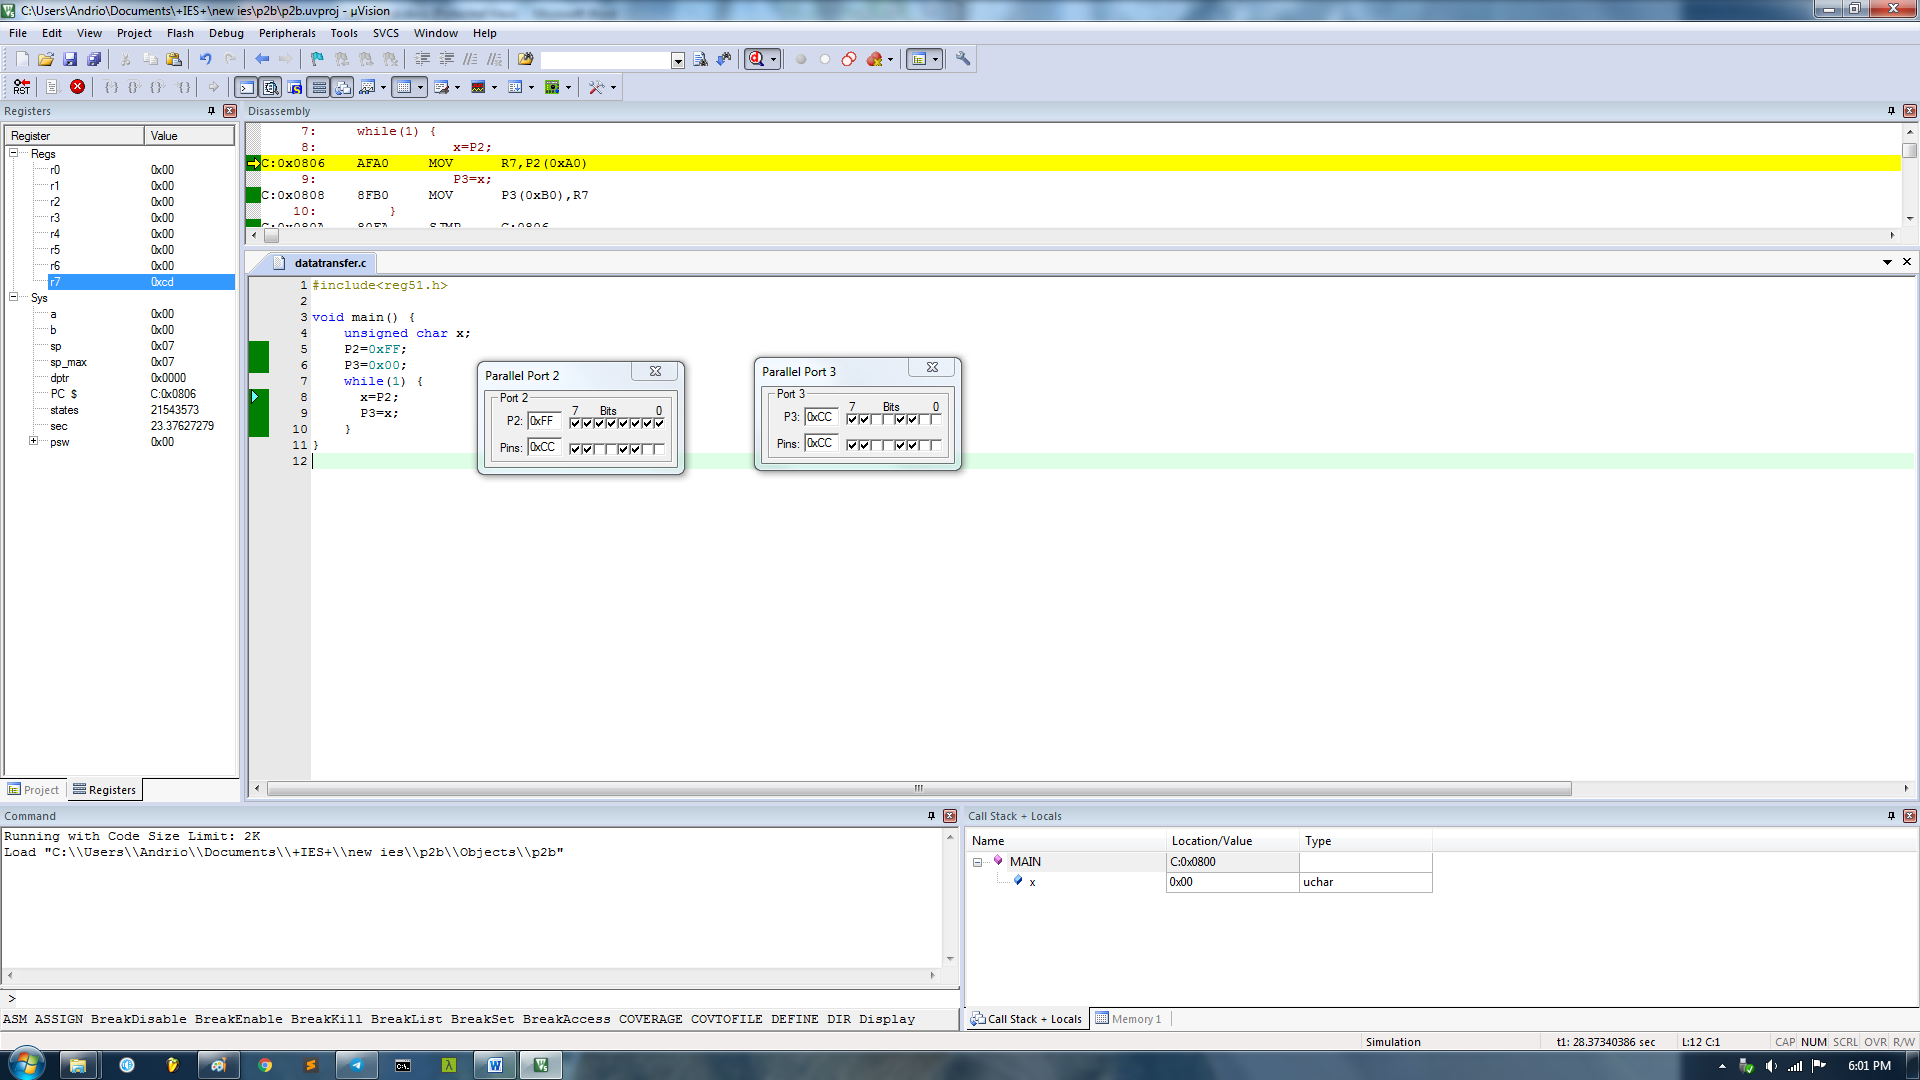 C:\Users\Andrio\Documents\+IES+\new ies\p2b\p2b.uvproj - µVision
File Edit View Project Flash Debug Peripherals Tools SVCS Window Help
Registers
Register Value
Regs
r0 0x00
r1 0x00
r2 0x00
r3 0x00
r4 0x00
r5 0x00
r6 0x00
r7 0xcd
Sys
a 0x00
b 0x00
sp 0x07
sp_max 0x07
dptr 0x0000
PC $ C:0x0806
states 21543573
sec 23.37627279
psw 0x00
Project Registers
Disassembly
7: while(1) {
8: x=P2;
C:0x0806 AFA0 MOV R7,P2(0xA0)
9: P3=x;
C:0x0808 8FB0 MOV P3(0xB0),R7
10: }
C:0x080A 80FA SJMP C:0806
datatransfer.c
1 #include<reg51.h>
2
3 void main() {
4 unsigned char x;
5 P2=0xFF;
6 P3=0x00;
7 while(1) {
8 x=P2;
9 P3=x;
10 }
11 }
12
Parallel Port 2
Port 2
7 Bits 0
P2: 0xFF
Pins: 0xCC
Parallel Port 3
Port 3
7 Bits 0
P3: 0xCC
Pins: 0xCC
Command
Running with Code Size Limit: 2K
Load "C:\\Users\\Andrio\\Documents\\+IES+\\new ies\\p2b\\Objects\\p2b"
>
ASM ASSIGN BreakDisable BreakEnable BreakKill BreakList BreakSet BreakAccess COVERAGE COVTOFILE DEFINE DIR Display
Call Stack + Locals
Name Location/Value Type
MAIN C:0x0800
x 0x00 uchar
Call Stack + Locals Memory 1
Simulation t1: 28.37340386 sec L:12 C:1 CAP NUM SCRL OVR R/W
6:01 PM